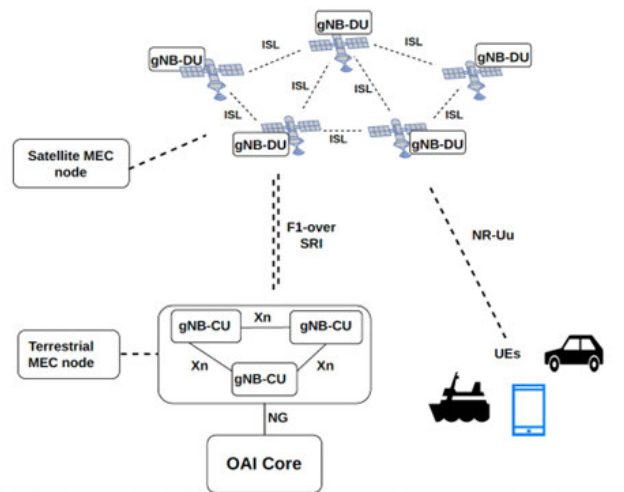 gNB-DU
ISL
ISL
gNB-DU
gNB-DU
ISL
ISL
ISL
ISL
gNB-DU
ISL
gNB-DU
Satellite MEC
node
F1-over
SRI
NR-Uu
gNB-CU
Xn
gNB-CU
Terrestrial
MEC node
Xn
gNB-CU
Xn
UEs
NG
OAI Core